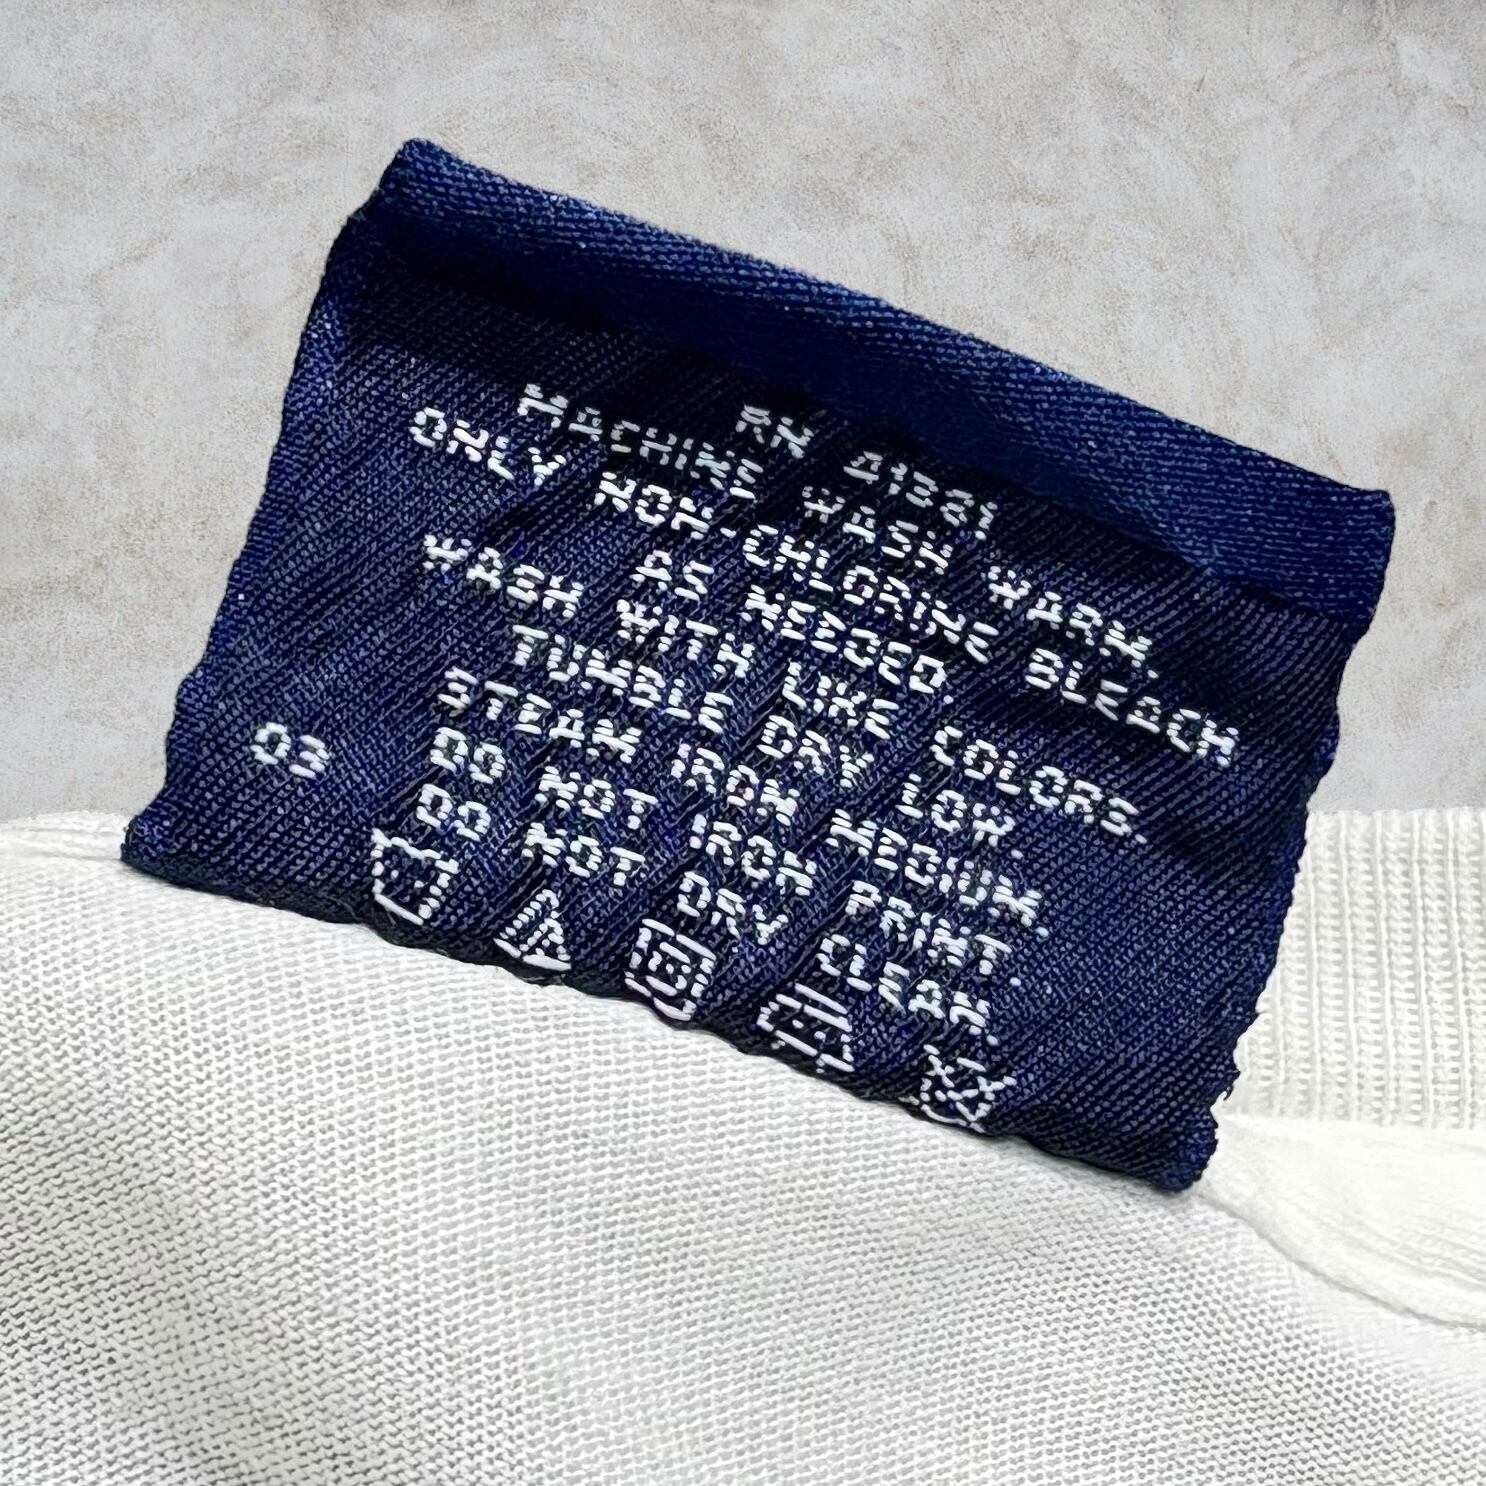 RN 41381
MACHINE WASH WARM.
ONLY NON-CHLORINE BLEACH
AS NEEDED
WASH WITH LIKE COLORS.
TUMBLE DRY LOW.
STEAM IRON MEDIUM.
DO NOT IRON PRINT.
DO NOT DRY CLEAN.
03